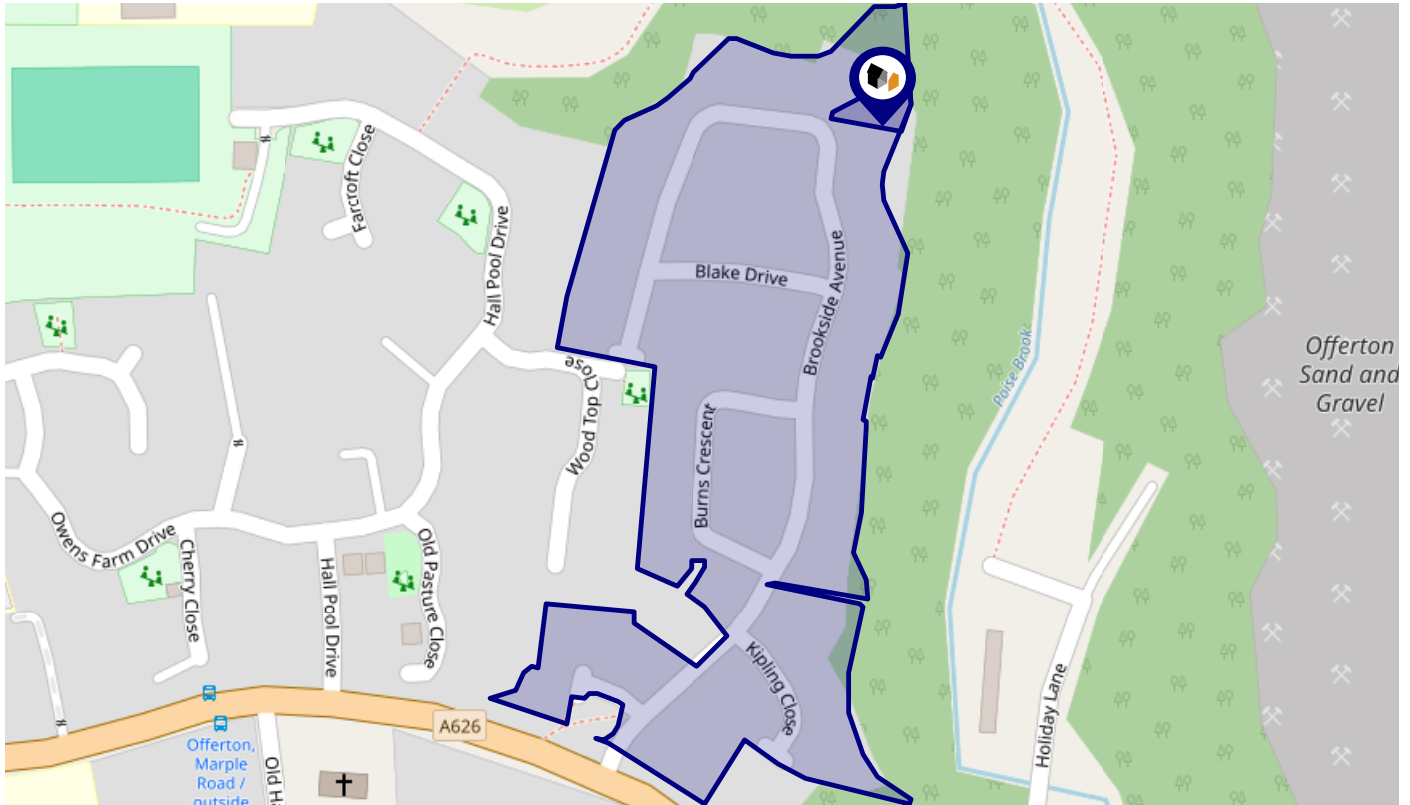 Farcroft Close
Hall Pool Drive
Blake Drive
Brookside Avenue
Wood Top Close
Burns Crescent
Poise Brook
Offerton
Sand and
Gravel
Owens Farm Drive
Cherry Close
Hall Pool Drive
Old Pasture Close
Kipling Close
Holiday Lane
A626
Offerton,
Marple
Road /
outside
Old H